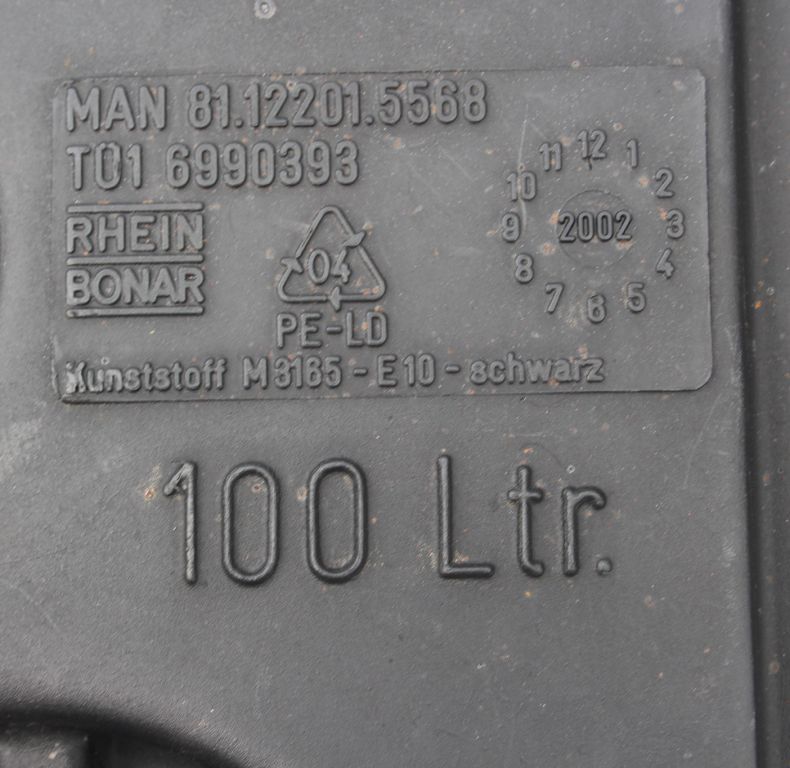 MAN 81.12201.5568
TÜ1 6990393
RHEIN
BONAR
04
PE-LD
12
11 1
10 2
9 2002 3
8 4
7 6 5
Kunststoff M3165-E10-schwarz
100 Ltr.